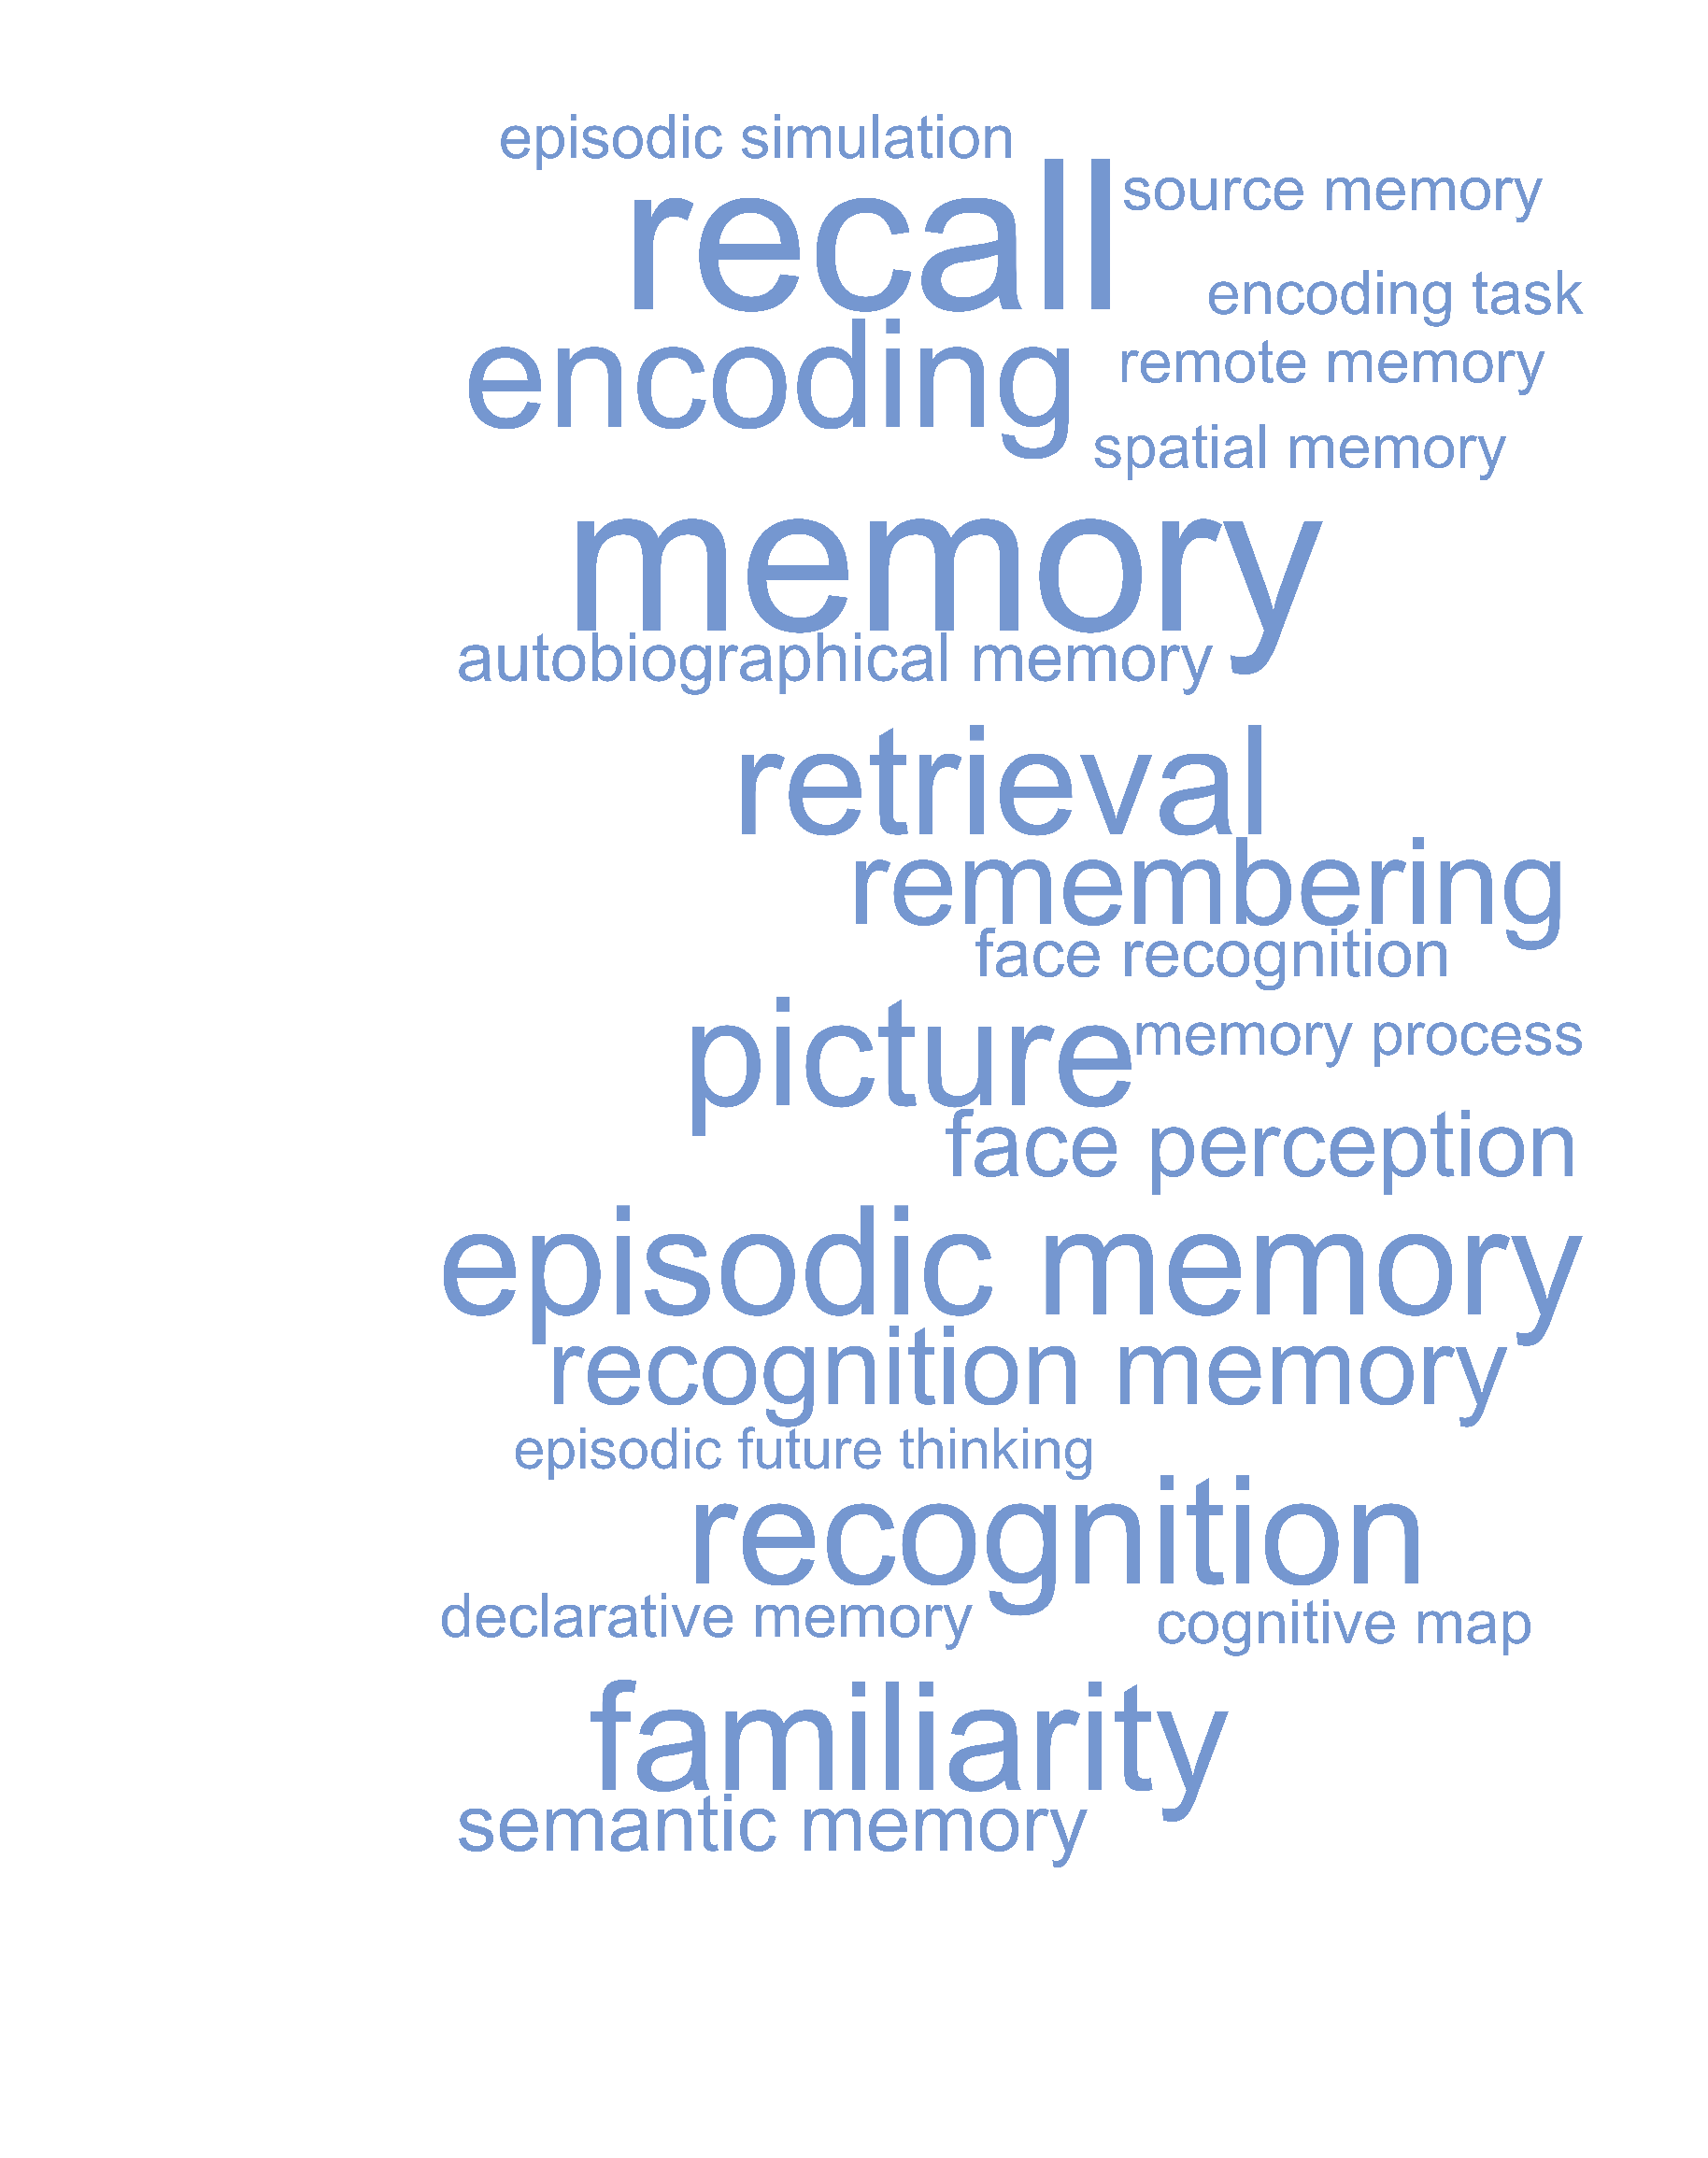 episodic simulation
recall
source memory
encoding task
encoding
remote memory
spatial memory
memory
autobiographical memory
retrieval
remembering
face recognition
picture
memory process
face perception
episodic memory
recognition memory
episodic future thinking
recognition
declarative memory
cognitive map
familiarity
semantic memory